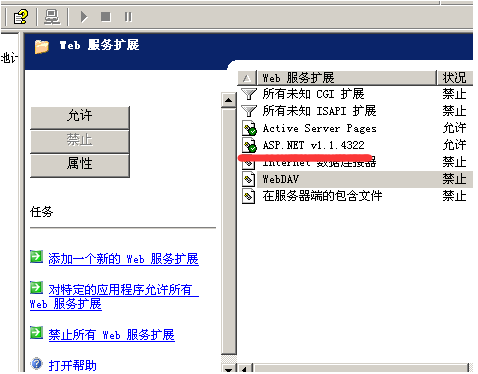 Web 服务扩展
地计
允许
禁止
属性
任务
添加一个新的 Web 服务扩展
对特定的应用程序允许所有
Web 服务扩展
禁止所有 Web 服务扩展
打开帮助
Web 服务扩展 状况
所有未知 CGI 扩展 禁止
所有未知 ISAPI 扩展 禁止
Active Server Pages 允许
ASP.NET v1.1.4322 允许
Internet 数据连接器 禁止
WebDAV 禁止
在服务器端的包含文件 禁止